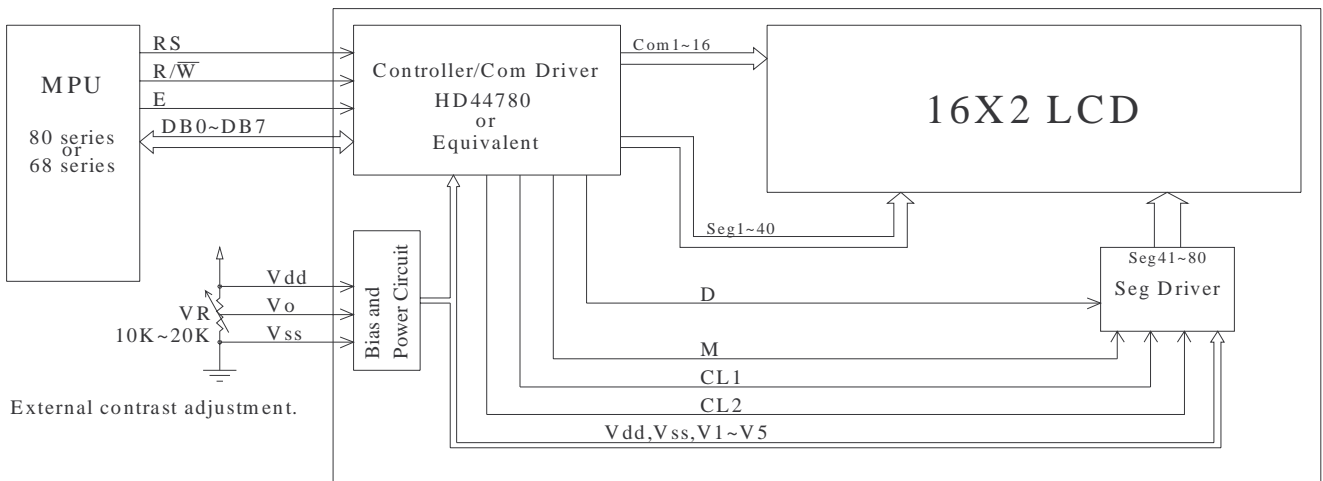 MPU
80 series
or
68 series
RS
R/W̅
E
DB0~DB7
Controller/Com Driver
HD44780
or
Equivalent
Com1~16
16X2 LCD
Seg1~40
Seg41~80
Seg Driver
Vdd
Vo
Vss
VR
10K~20K
External contrast adjustment.
Bias and
Power Circuit
D
M
CL1
CL2
Vdd,Vss,V1~V5